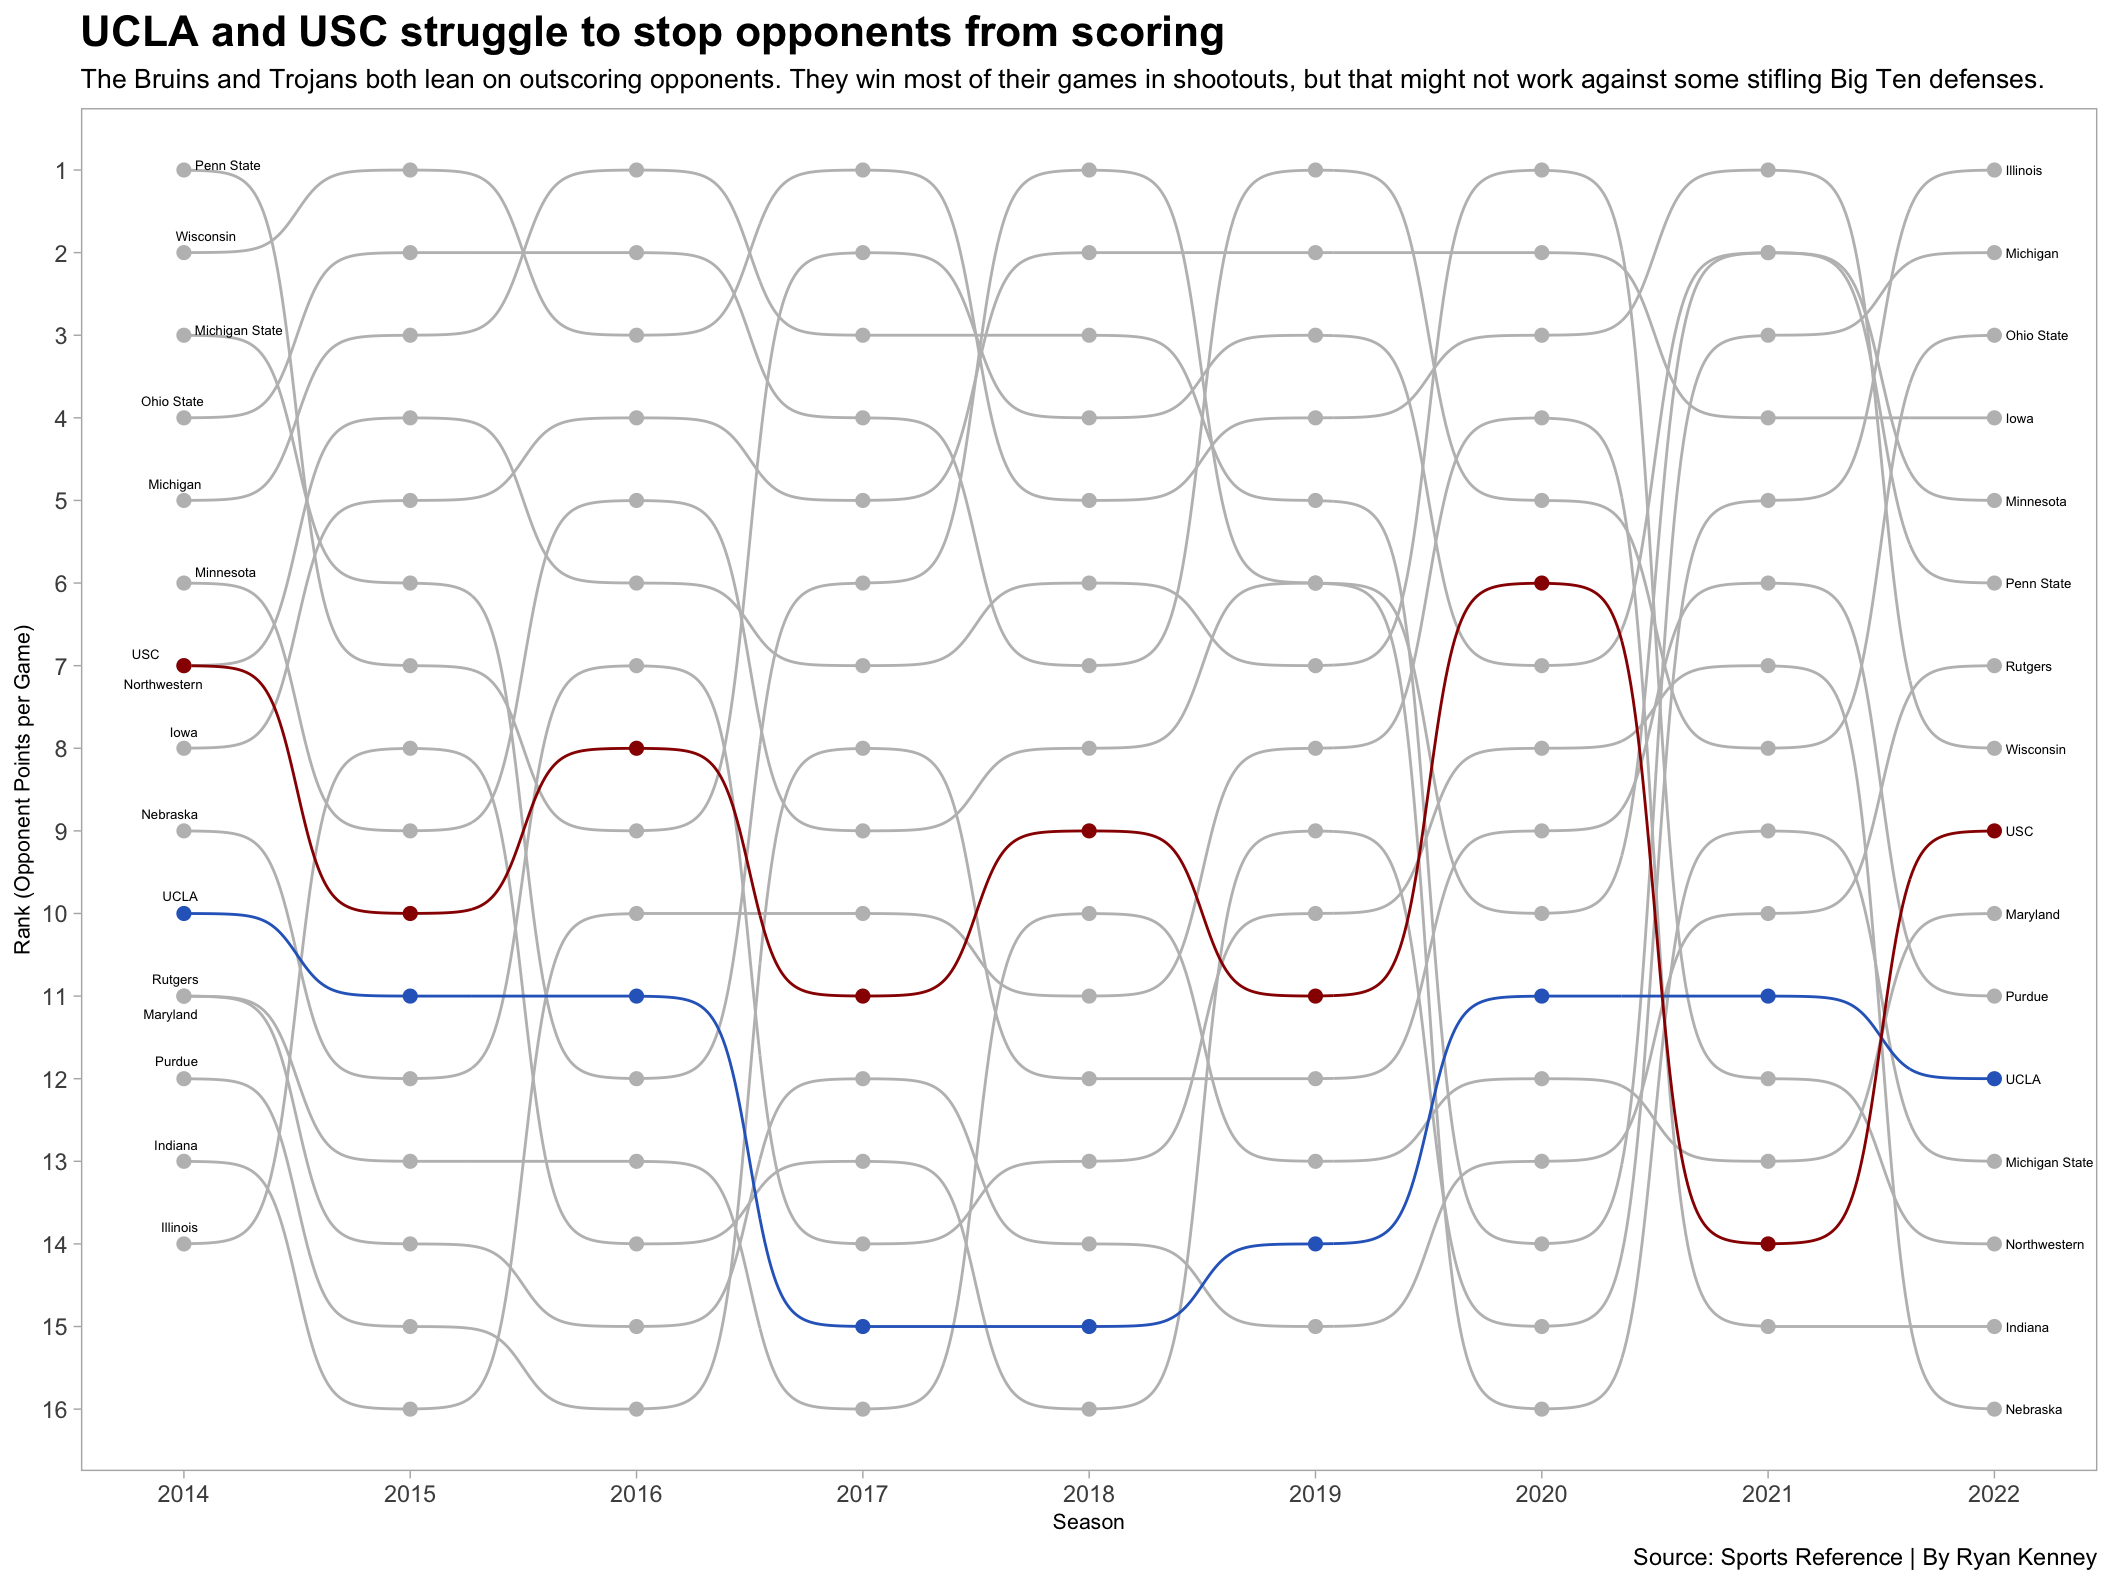 UCLA and USC struggle to stop opponents from scoring
The Bruins and Trojans both lean on outscoring opponents. They win most of their games in shootouts, but that might not work against some stifling Big Ten defenses.
Rank (Opponent Points per Game)
1
2
3
4
5
6
7
8
9
10
11
12
13
14
15
16
Penn State
Wisconsin
Michigan State
Ohio State
Michigan
Minnesota
USC
Northwestern
Iowa
Nebraska
UCLA
Rutgers
Maryland
Purdue
Indiana
Illinois
Illinois
Michigan
Ohio State
Iowa
Minnesota
Penn State
Rutgers
Wisconsin
USC
Maryland
Purdue
UCLA
Michigan State
Northwestern
Indiana
Nebraska
2014 2015 2016 2017 2018 2019 2020 2021 2022
Season
Source: Sports Reference | By Ryan Kenney